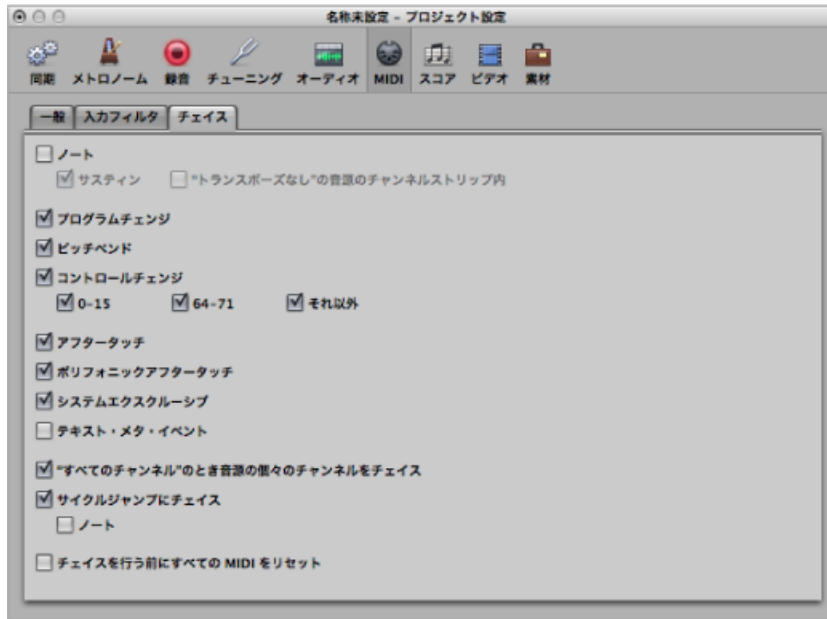 名称未設定 – プロジェクト設定
同期 メトロノーム 録音 チューニング オーディオ MIDI スコア ビデオ 素材
一般 入力フィルタ チェイス
ノート
サスティン "トランスポーズなし"の音源のチャンネルストリップ内
プログラムチェンジ
ピッチベンド
コントロールチェンジ
0–15 64–71 それ以外
アフタータッチ
ポリフォニックアフタータッチ
システムエクスクルーシブ
テキスト・メタ・イベント
"すべてのチャンネル"のとき音源の個々のチャンネルをチェイス
サイクルジャンプにチェイス
ノート
チェイスを行う前にすべての MIDI をリセット